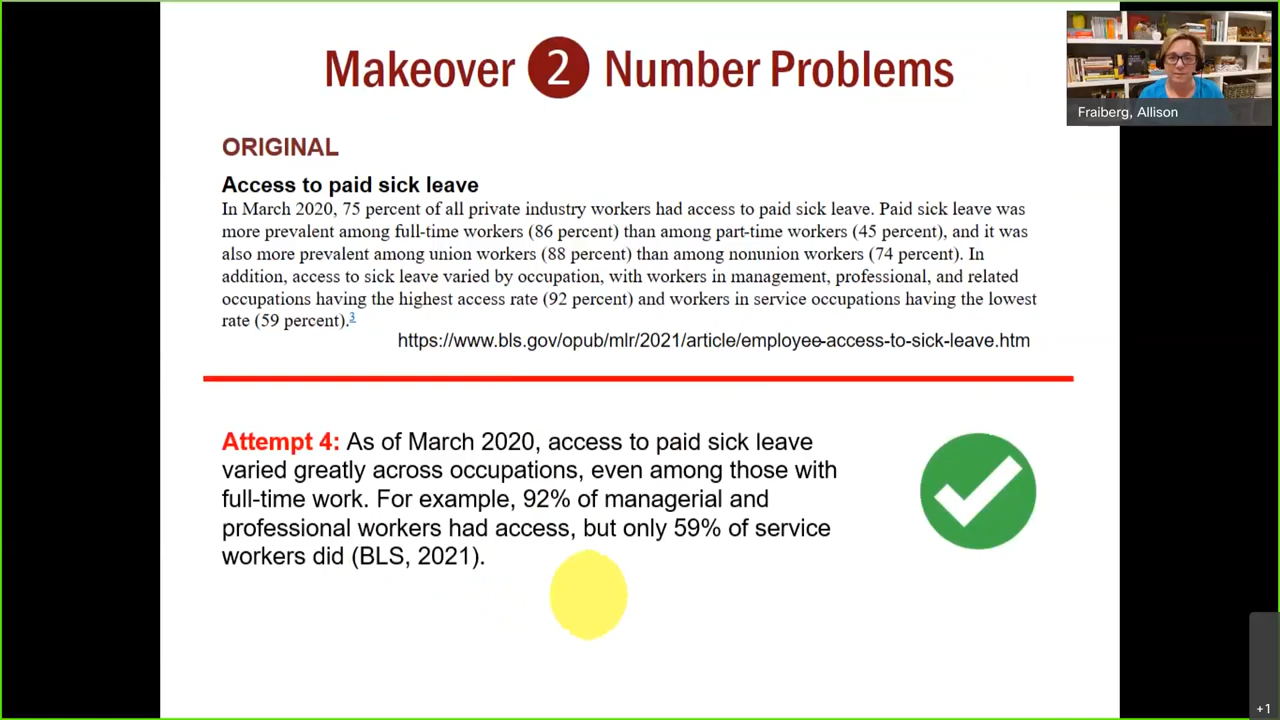 Makeover 2 Number Problems
Fraiberg, Allison
ORIGINAL
Access to paid sick leave
In March 2020, 75 percent of all private industry workers had access to paid sick leave. Paid sick leave was
more prevalent among full-time workers (86 percent) than among part-time workers (45 percent), and it was
also more prevalent among union workers (88 percent) than among nonunion workers (74 percent). In
addition, access to sick leave varied by occupation, with workers in management, professional, and related
occupations having the highest access rate (92 percent) and workers in service occupations having the lowest
rate (59 percent).3
https://www.bls.gov/opub/mlr/2021/article/employee-access-to-sick-leave.htm
Attempt 4: As of March 2020, access to paid sick leave
varied greatly across occupations, even among those with
full-time work. For example, 92% of managerial and
professional workers had access, but only 59% of service
workers did (BLS, 2021).
+1